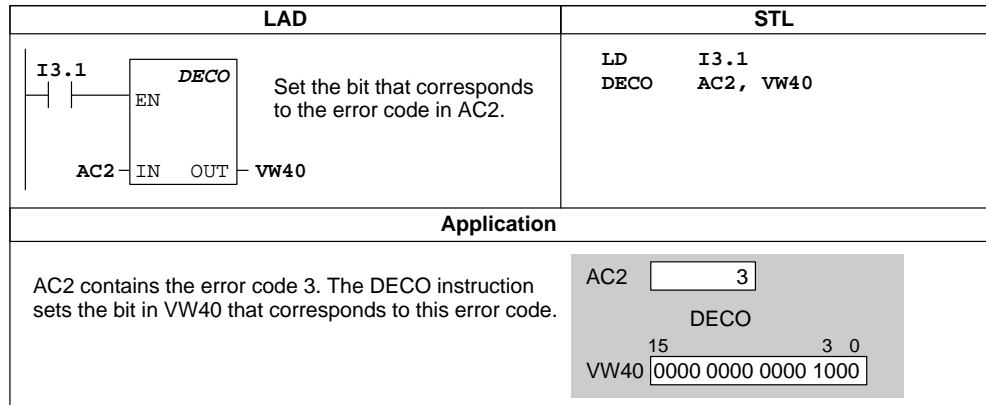 LAD STL
I3.1 DECO
EN
Set the bit that corresponds
to the error code in AC2.
AC2 IN OUT VW40
LD I3.1
DECO AC2, VW40
Application
AC2 contains the error code 3. The DECO instruction
sets the bit in VW40 that corresponds to this error code.
AC2 3
DECO
15 3 0
VW40 0000 0000 0000 1000